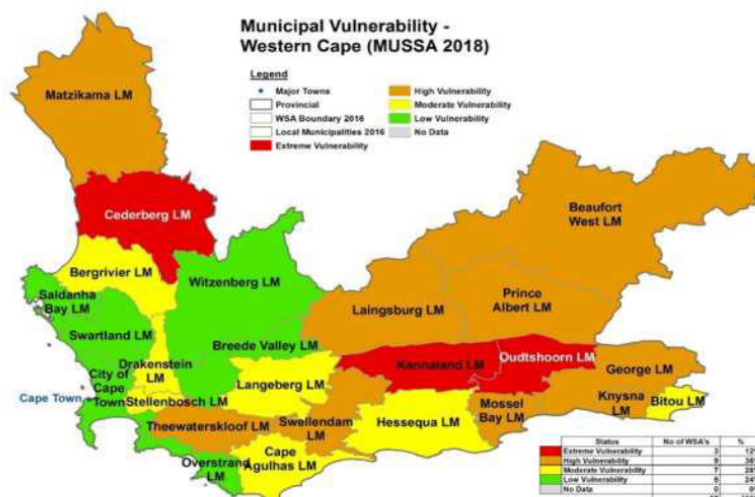 Municipal Vulnerability -
Western Cape (MUSSA 2018)
Legend
Major Towns
Provincial
WSA Boundary 2016
Local Municipalities 2016
Extreme Vulnerability
High Vulnerability
Moderate Vulnerability
Low Vulnerability
No Data
Matzikama LM
Cederberg LM
Bergrivier LM
Saldanha
Bay LM
Witzenberg LM
Swartland LM
Beaufort
West LM
Laingsburg LM
Prince
Albert LM
Breede Valley LM
Drakenstein
LM
City of
Cape
Town
Cape Town
Stellenbosch LM
Langeberg LM
Kannaland LM
Oudtshoorn LM
George LM
Knysna
LM
Bitou LM
Mossel
Bay LM
Hessequa LM
Swellendam
LM
Theewaterskloof LM
Cape
Agulhas LM
Overstrand
LM
Status No of WSA's %
Extreme Vulnerability 3 12%
High Vulnerability 9 36%
Moderate Vulnerability 7 28%
Low Vulnerability 6 24%
No Data 0